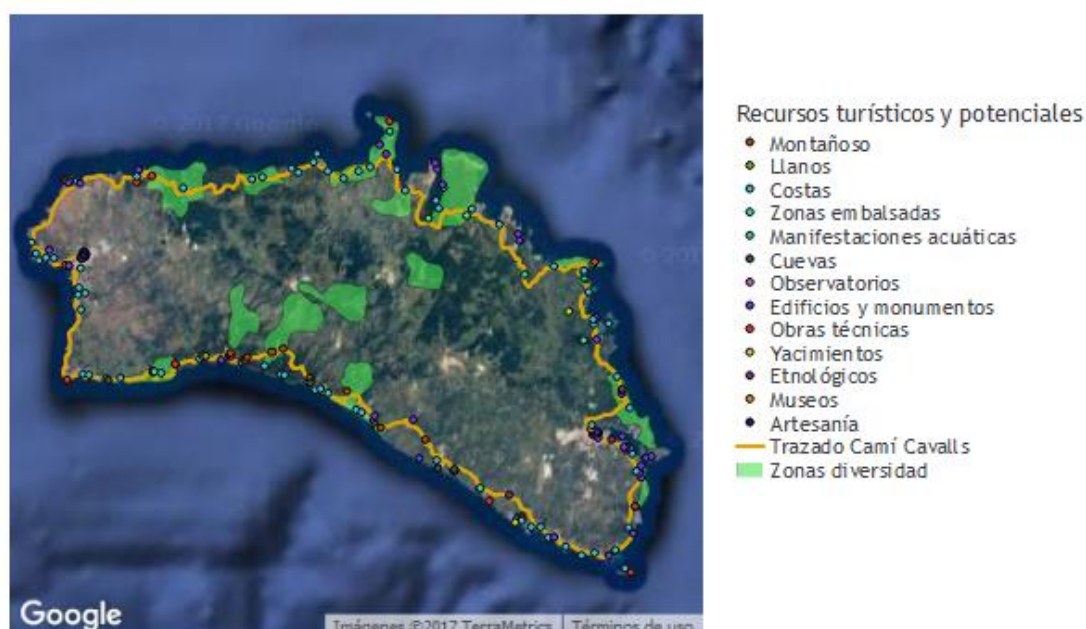 Recursos turísticos y potenciales
Montañoso
Llanos
Costas
Zonas embalsadas
Manifestaciones acuáticas
Cuevas
Observatorios
Edificios y monumentos
Obras técnicas
Yacimientos
Etnológicos
Museos
Artesanía
Trazado Camí Cavalls
Zonas diversidad
Google
Imágenes ©2017 TerraMetrics
Términos de uso